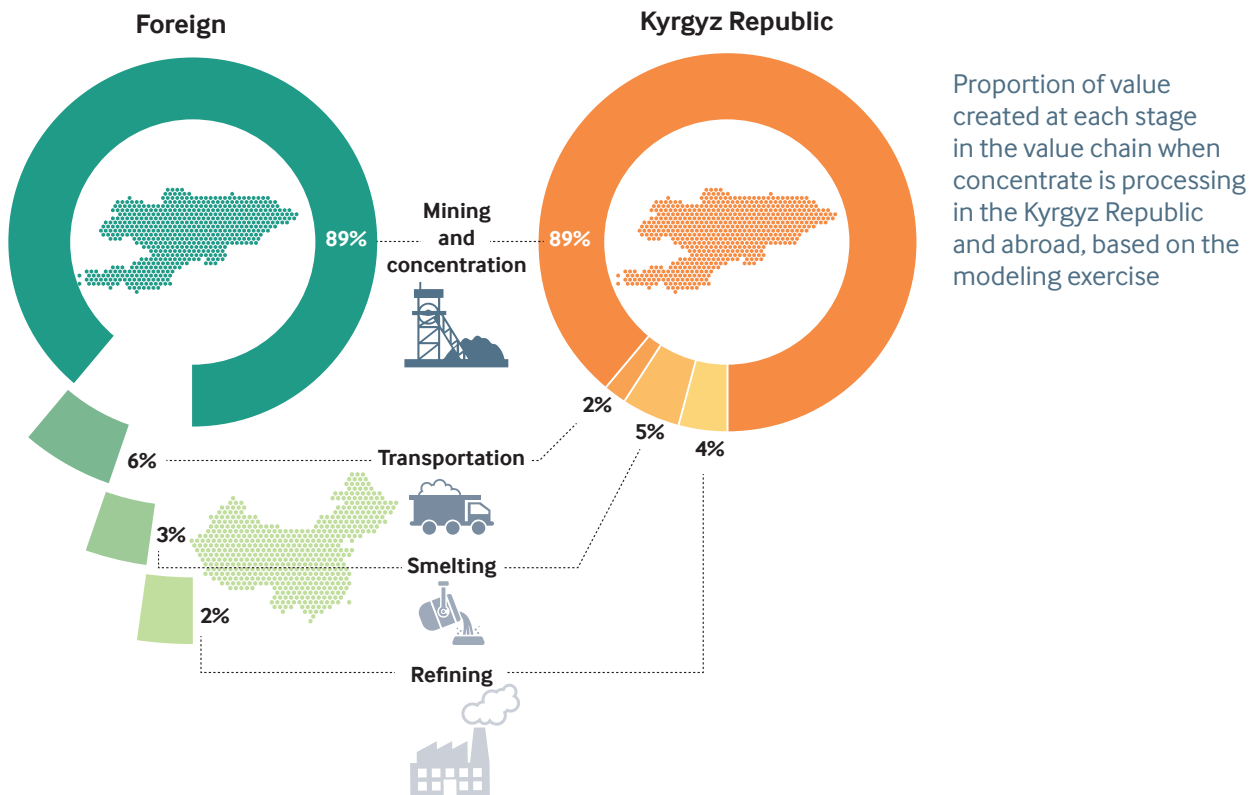 Foreign
Kyrgyz Republic
Proportion of value
created at each stage
in the value chain when
concentrate is processing
in the Kyrgyz Republic
and abroad, based on the
modeling exercise
89%
Mining
and
concentration
89%
2%
5%
4%
6%
Transportation
3%
Smelting
2%
Refining